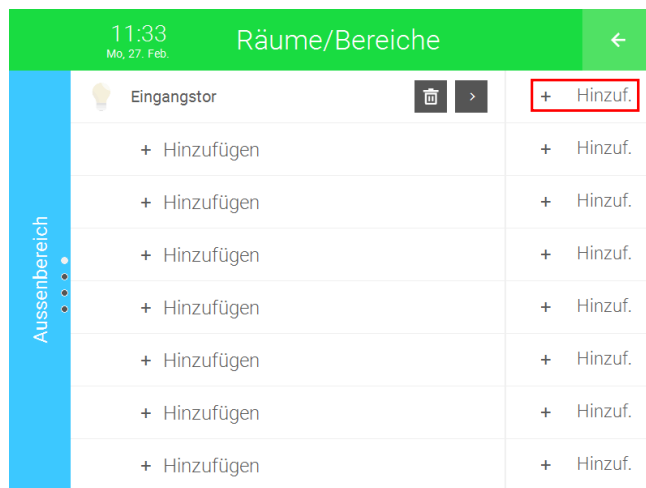 11:33
Mo, 27. Feb.
Räume/Bereiche
Aussenbereich
Eingangstor
+ Hinzuf.
+ Hinzufügen
+ Hinzuf.
+ Hinzufügen
+ Hinzuf.
+ Hinzufügen
+ Hinzuf.
+ Hinzufügen
+ Hinzuf.
+ Hinzufügen
+ Hinzuf.
+ Hinzufügen
+ Hinzuf.
+ Hinzufügen
+ Hinzuf.